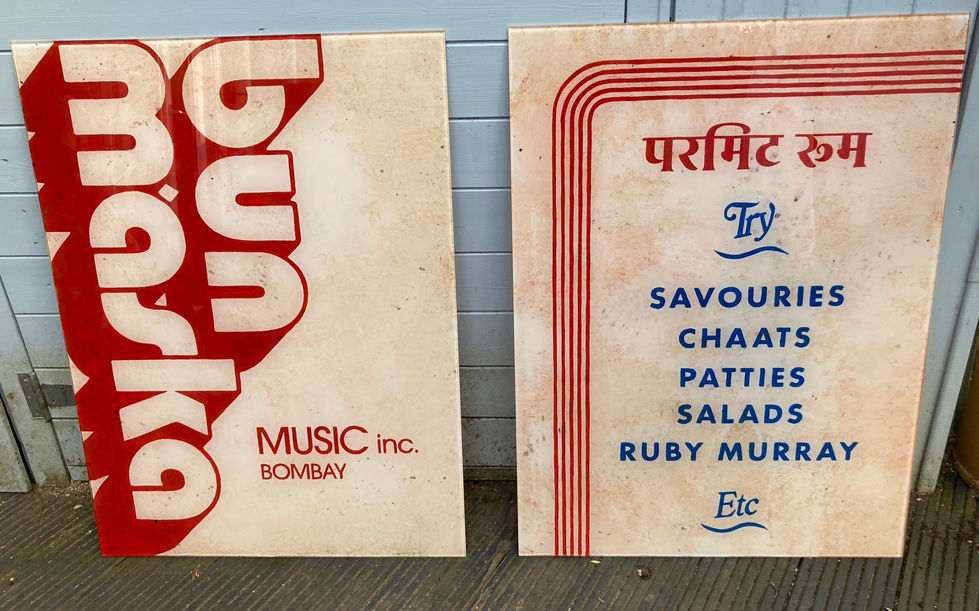 bun
maska
MUSIC inc.
BOMBAY
परमिट रूम
Try
SAVOURIES
CHAATS
PATTIES
SALADS
RUBY MURRAY
Etc